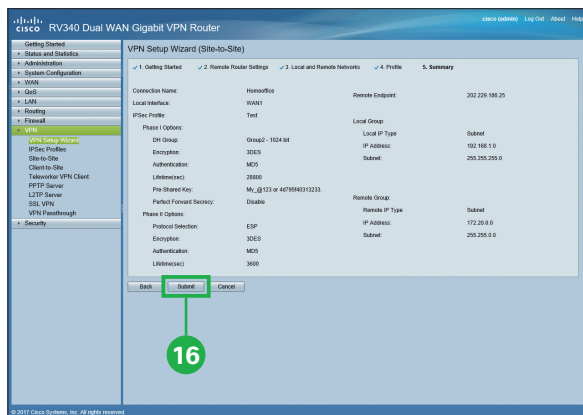 cisco RV340 Dual WAN Gigabit VPN Router
cisco (admin) Log Out About Help
Getting Started
Status and Statistics
Administration
System Configuration
WAN
QoS
LAN
Routing
Firewall
VPN
VPN Setup Wizard
IPSec Profiles
Site-to-Site
Client-to-Site
Teleworker VPN Client
PPTP Server
L2TP Server
SSL VPN
VPN Passthrough
Security
VPN Setup Wizard (Site-to-Site)
1. Getting Started 2. Remote Router Settings 3. Local and Remote Networks 4. Profile 5. Summary
Connection Name: Homeoffice
Local Interface: WAN1
IPSec Profile: Test
Phase I Options:
DH Group: Group2 - 1024 bit
Encryption: 3DES
Authentication: MD5
Lifetime(sec): 28800
Pre-Shared Key: My_@123 or 4d795f40313233.
Perfect Forward Secrecy: Disable
Phase II Options:
Protocol Selection: ESP
Encryption: 3DES
Authentication: MD5
Lifetime(sec) 3600
Remote Endpoint: 202.229.186.25
Local Group:
Local IP Type Subnet
IP Address: 192.168.1.0
Subnet: 255.255.255.0
Remote Group:
Remote IP Type Subnet
IP Address: 172.20.0.0
Subnet: 255.255.0.0
Back Submit Cancel
16
© 2017 Cisco Systems, Inc. All rights reserved.